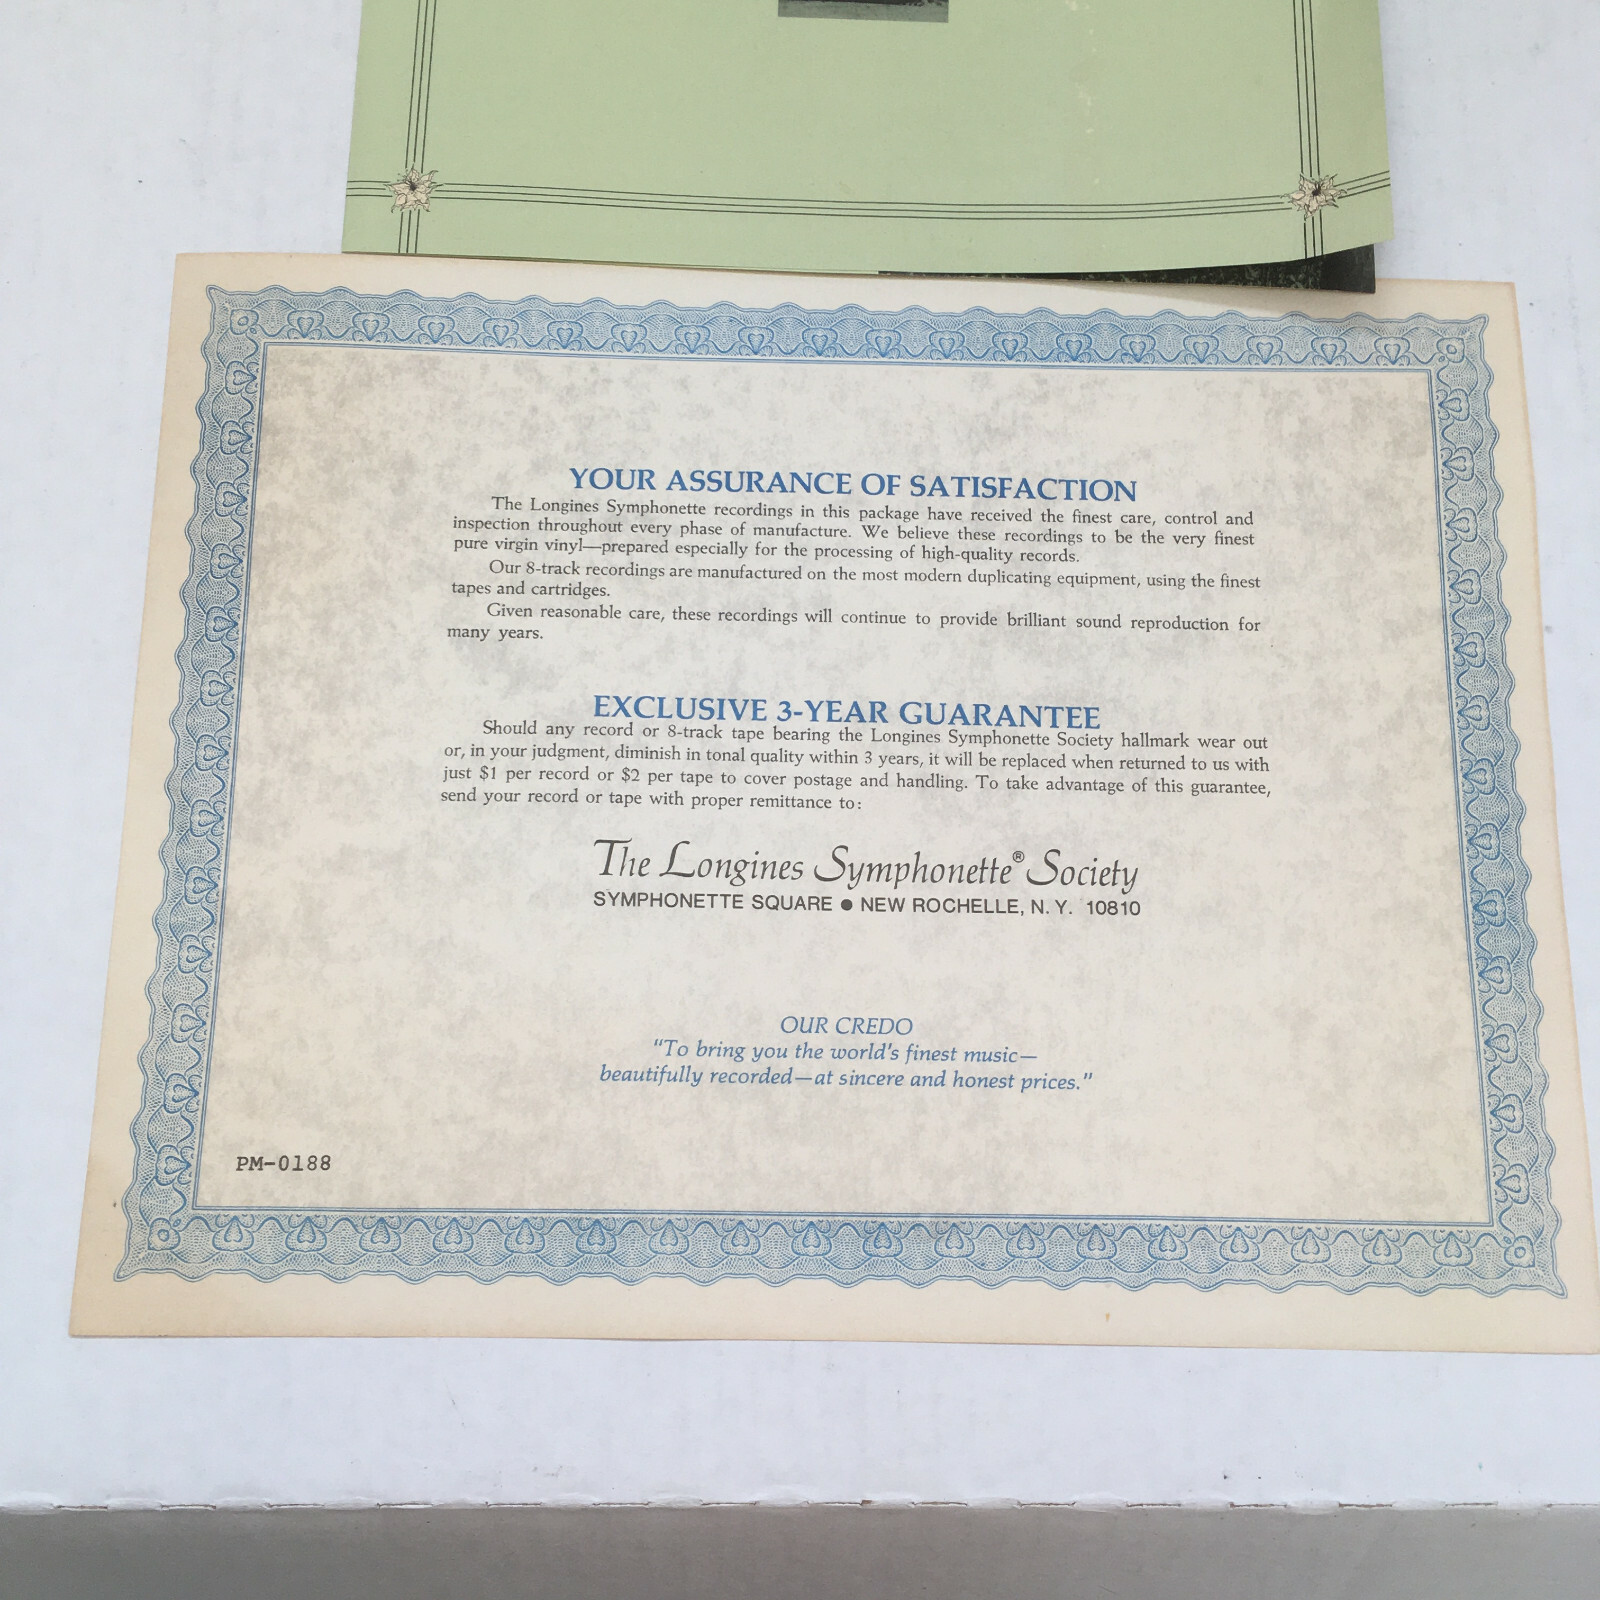 YOUR ASSURANCE OF SATISFACTION
The Longines Symphonette recordings in this package have received the finest care, control and
inspection throughout every phase of manufacture. We believe these recordings to be the very finest
pure virgin vinyl—prepared especially for the processing of high-quality records.
Our 8-track recordings are manufactured on the most modern duplicating equipment, using the finest
tapes and cartridges.
Given reasonable care, these recordings will continue to provide brilliant sound reproduction for
many years.
EXCLUSIVE 3-YEAR GUARANTEE
Should any record or 8-track tape bearing the Longines Symphonette Society hallmark wear out
or, in your judgment, diminish in tonal quality within 3 years, it will be replaced when returned to us with
just $1 per record or $2 per tape to cover postage and handling. To take advantage of this guarantee,
send your record or tape with proper remittance to:
The Longines Symphonette® Society
SYMPHONETTE SQUARE ● NEW ROCHELLE, N. Y. 10810
OUR CREDO
"To bring you the world's finest music—
beautifully recorded—at sincere and honest prices."
PM-0188